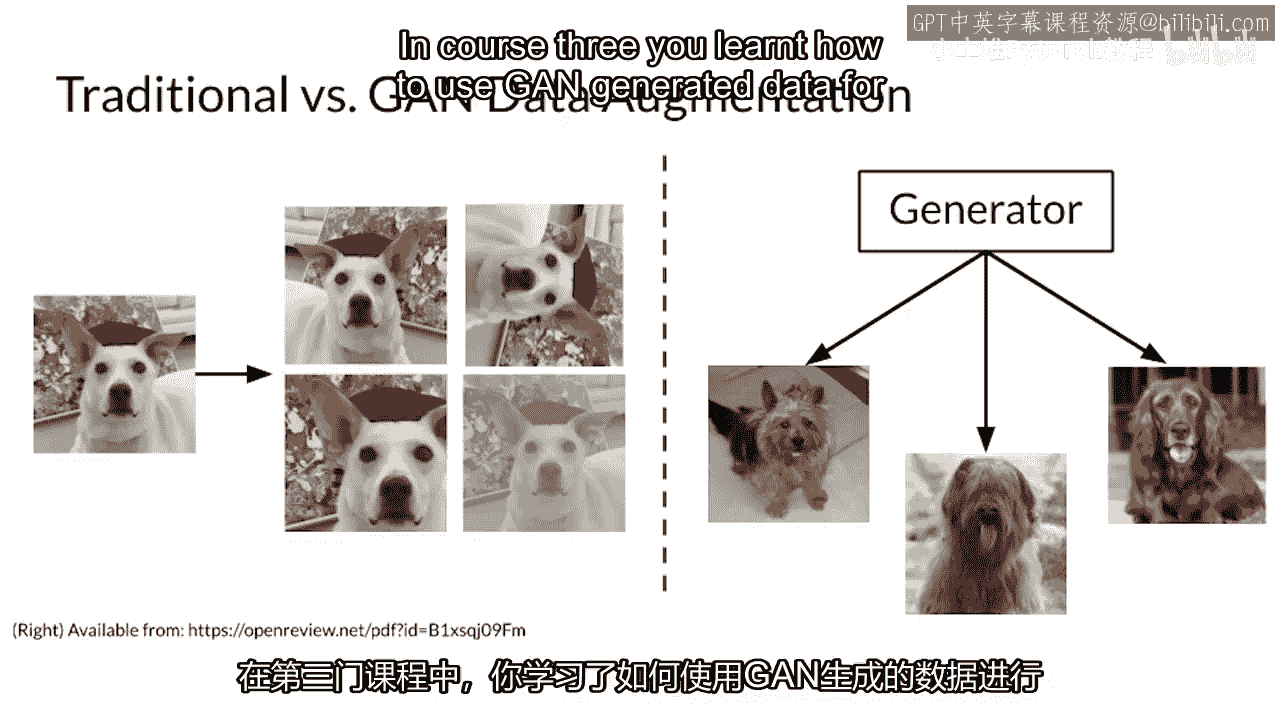 GPT中英字幕课程资源@bilibili.com
In course three you learnt how
to use GAN generated data for
Traditional vs. GAN Data Augmentation
Generator
(Right) Available from: https://openreview.net/pdf?id=B1xsqj09Fm
在第三门课程中，你学习了如何使用GAN生成的数据进行